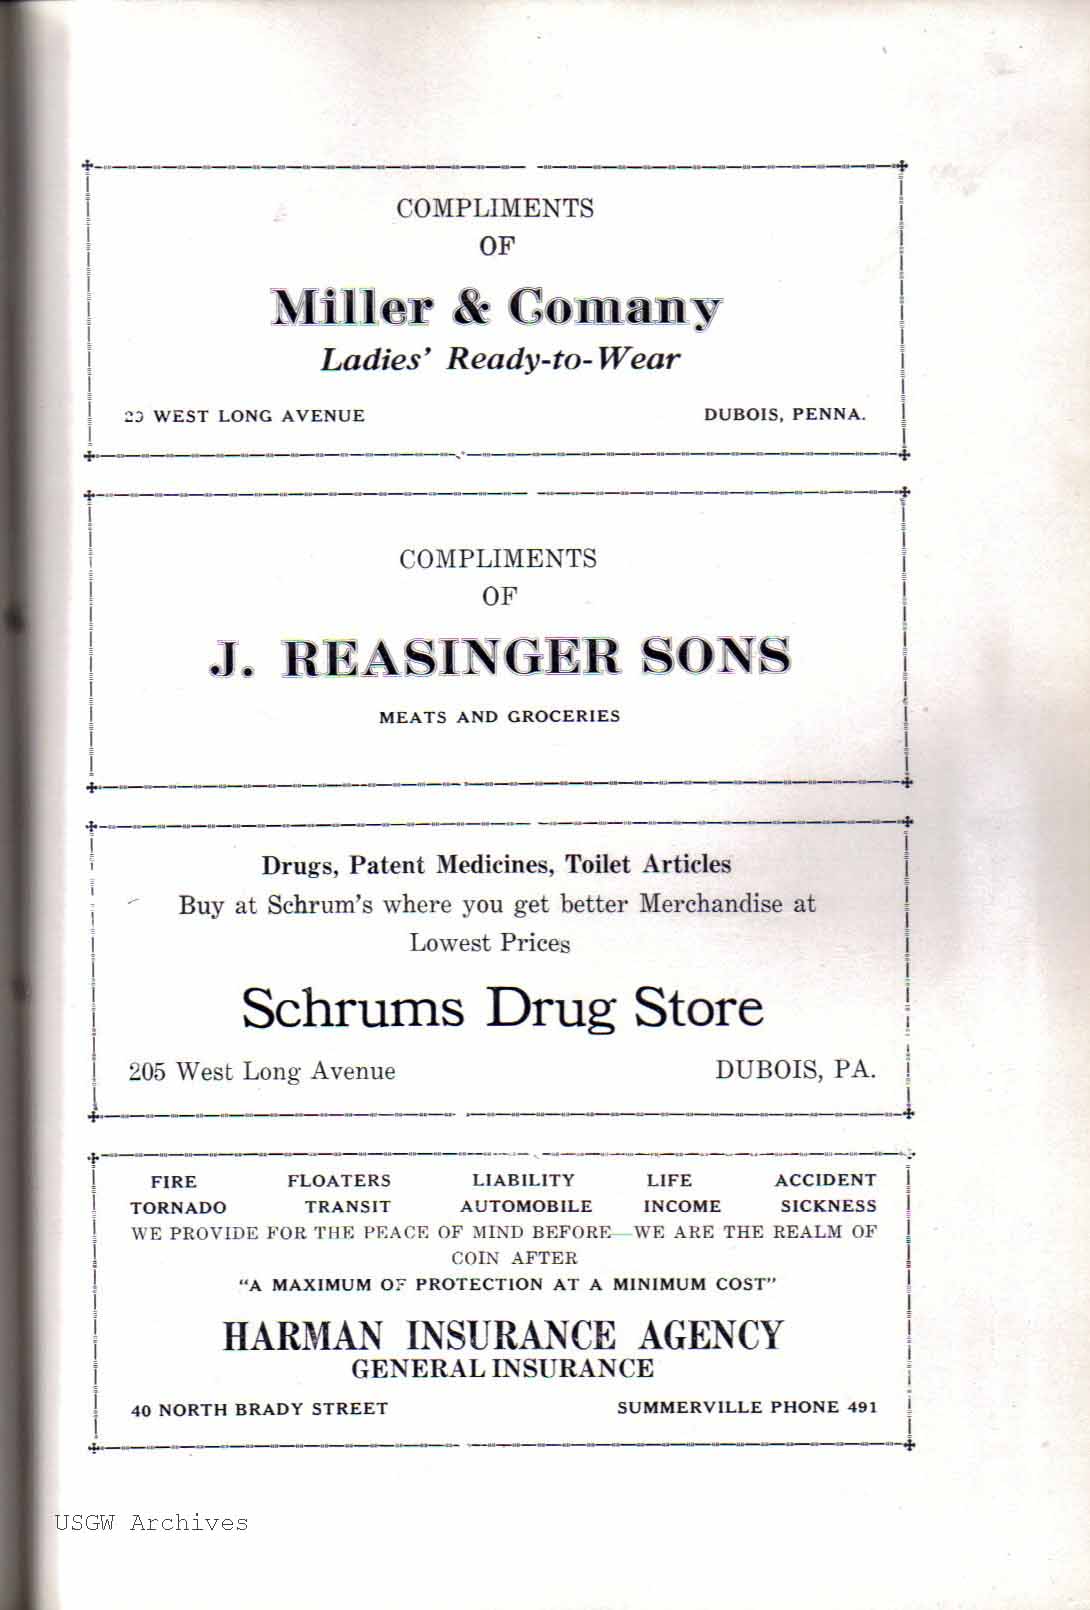 COMPLIMENTS
OF
Miller & Comany
Ladies' Ready-to-Wear
WEST LONG AVENUE DUBOIS, PENNA.
COMPLIMENTS
OF
J. REASINGER SONS
MEATS AND GROCERIES
Drugs, Patent Medicines, Toilet Articles
Buy at Schrum's where you get better Merchandise at
Lowest Prices
Schrums Drug Store
205 West Long Avenue DUBOIS, PA.
FIRE FLOATERS LIABILITY LIFE ACCIDENT
TORNADO TRANSIT AUTOMOBILE INCOME SICKNESS
WE PROVIDE FOR THE PEACE OF MIND BEFORE—WE ARE THE REALM OF
COIN AFTER
"A MAXIMUM OF PROTECTION AT A MINIMUM COST"
HARMAN INSURANCE AGENCY
GENERAL INSURANCE
40 NORTH BRADY STREET SUMMERVILLE PHONE 491
USGW Archives